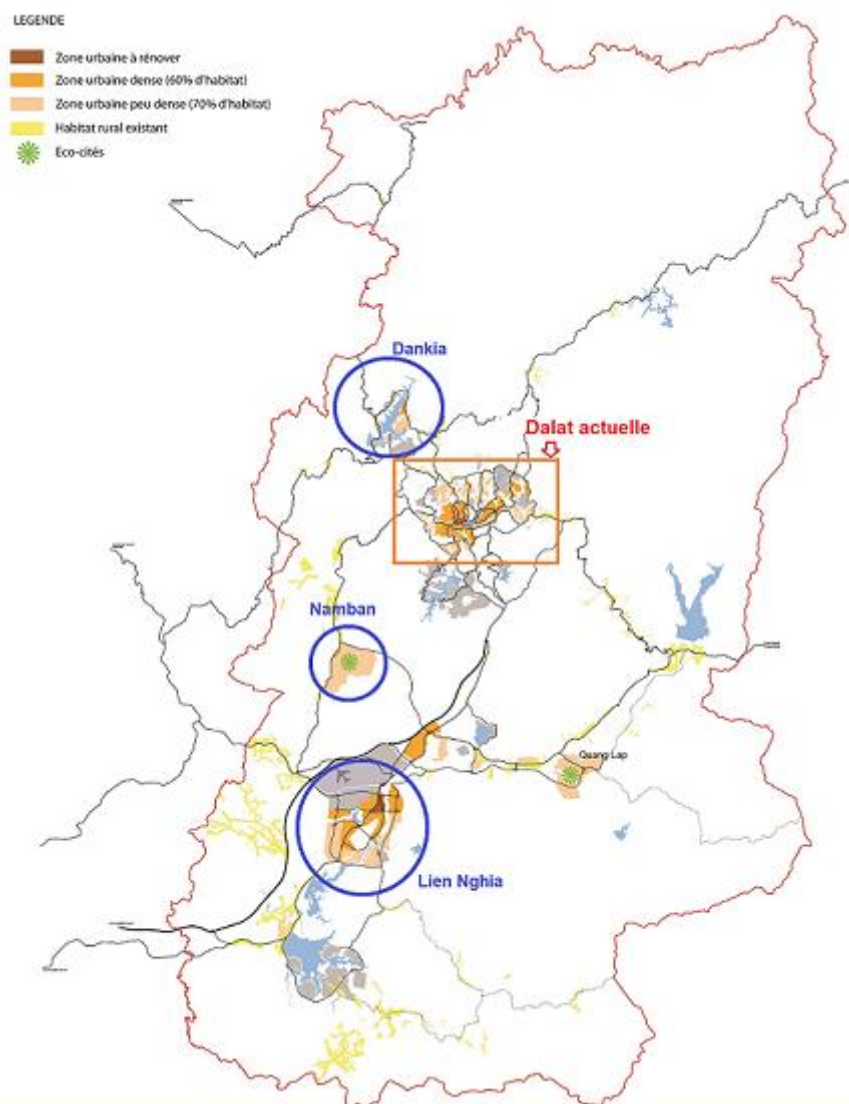 LEGENDE
Zone urbaine à rénover
Zone urbaine dense (60% d'habitat)
Zone urbaine peu dense (70% d'habitat)
Habitat rural existant
Eco-cités
Dankia
Dalat actuelle
Namban
Quang Lap
Lien Nghia